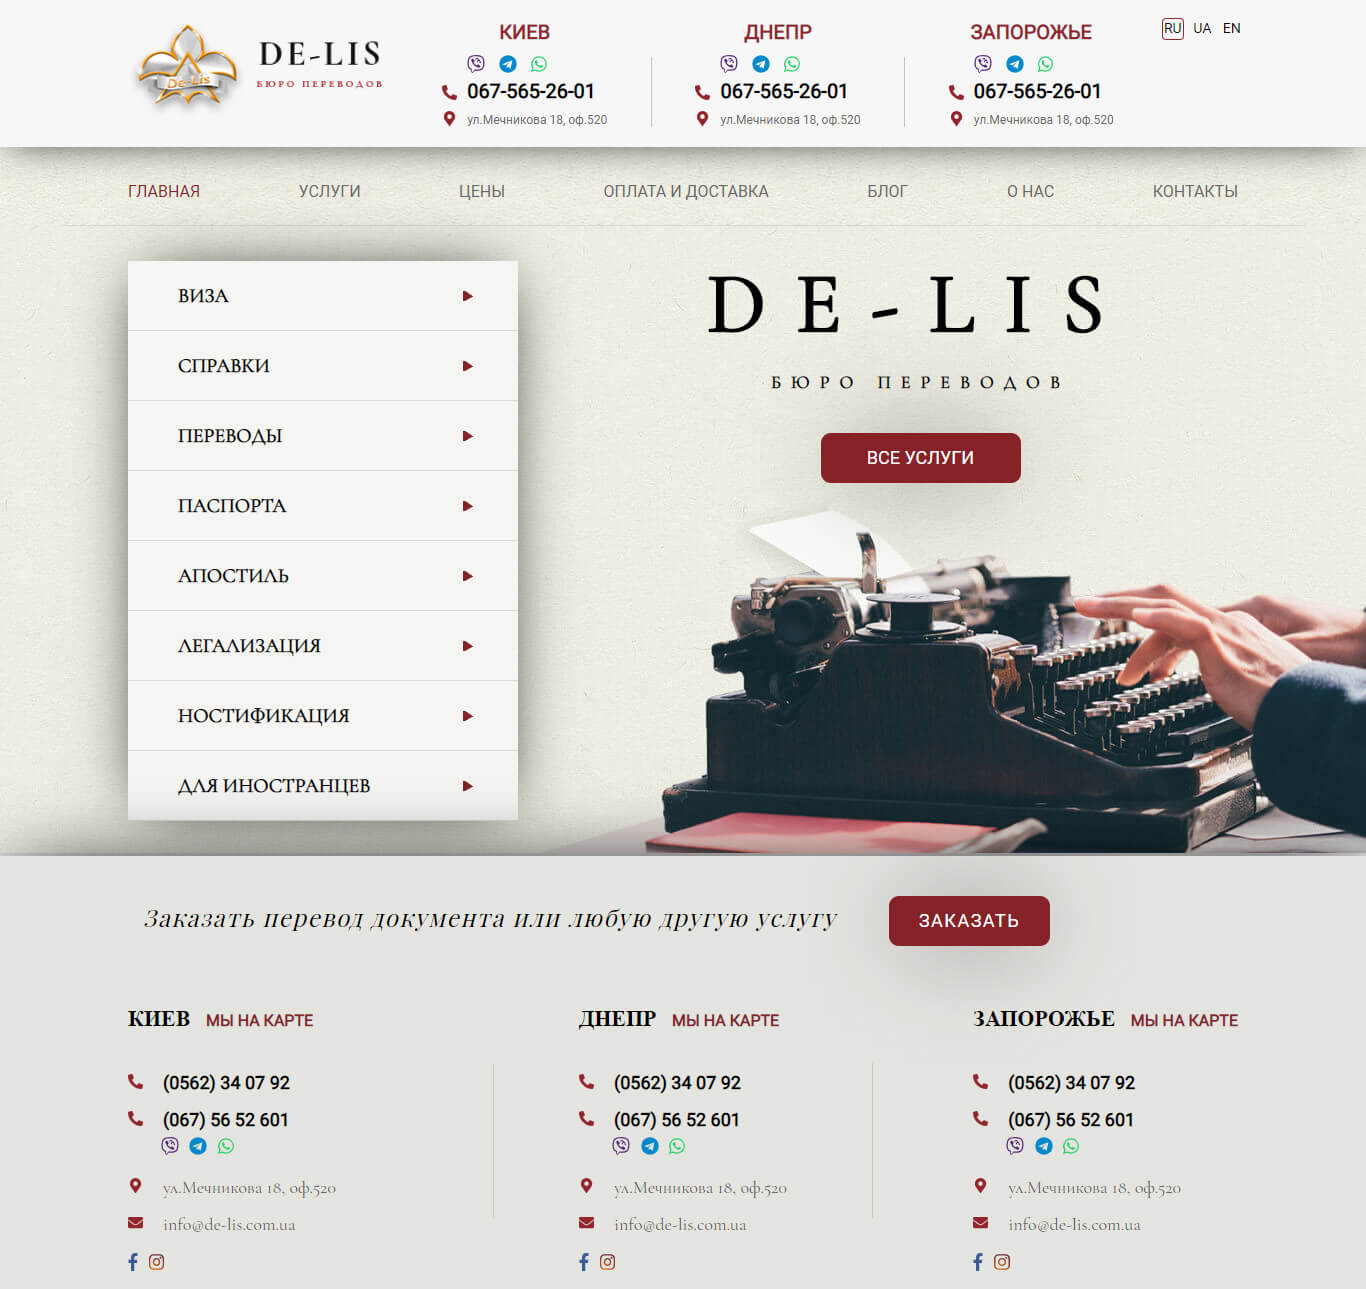 De-Lis
DE-LIS
БЮРО ПЕРЕВОДОВ
КИЕВ
067-565-26-01
ул.Мечникова 18, оф.520
ДНЕПР
067-565-26-01
ул.Мечникова 18, оф.520
ЗАПОРОЖЬЕ
067-565-26-01
ул.Мечникова 18, оф.520
RU UA EN
ГЛАВНАЯ УСЛУГИ ЦЕНЫ ОПЛАТА И ДОСТАВКА БЛОГ О НАС КОНТАКТЫ
ВИЗА
СПРАВКИ
ПЕРЕВОДЫ
ПАСПОРТА
АПОСТИЛЬ
ЛЕГАЛИЗАЦИЯ
НОСТИФИКАЦИЯ
ДЛЯ ИНОСТРАНЦЕВ
DE-LIS
БЮРО ПЕРЕВОДОВ
ВСЕ УСЛУГИ
Заказать перевод документа или любую другую услугу
ЗАКАЗАТЬ
КИЕВ МЫ НА КАРТЕ
(0562) 34 07 92
(067) 56 52 601
ул.Мечникова 18, оф.520
info@de-lis.com.ua
ДНЕПР МЫ НА КАРТЕ
(0562) 34 07 92
(067) 56 52 601
ул.Мечникова 18, оф.520
info@de-lis.com.ua
ЗАПОРОЖЬЕ МЫ НА КАРТЕ
(0562) 34 07 92
(067) 56 52 601
ул.Мечникова 18, оф.520
info@de-lis.com.ua